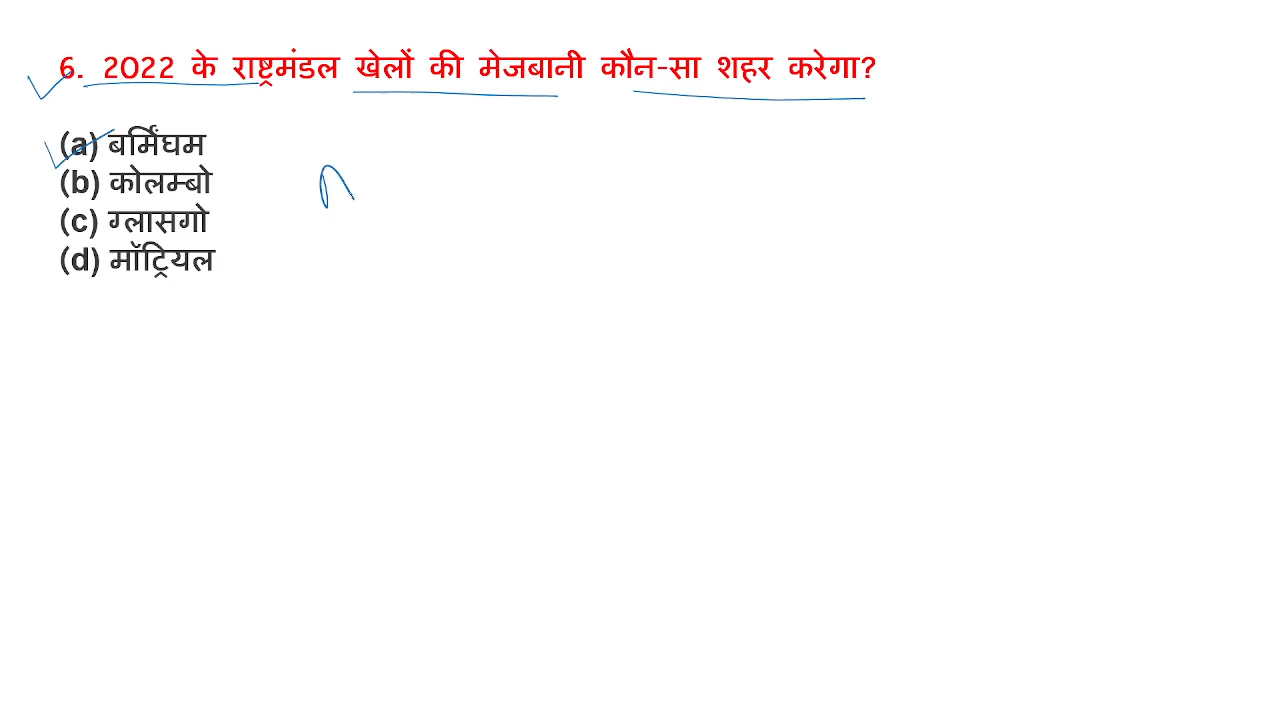 6. 2022 के राष्ट्रमंडल खेलों की मेजबानी कौन-सा शहर करेगा?
(a) बर्मिंघम
(b) कोलम्बो
(c) ग्लासगो
(d) मॉट्रियल